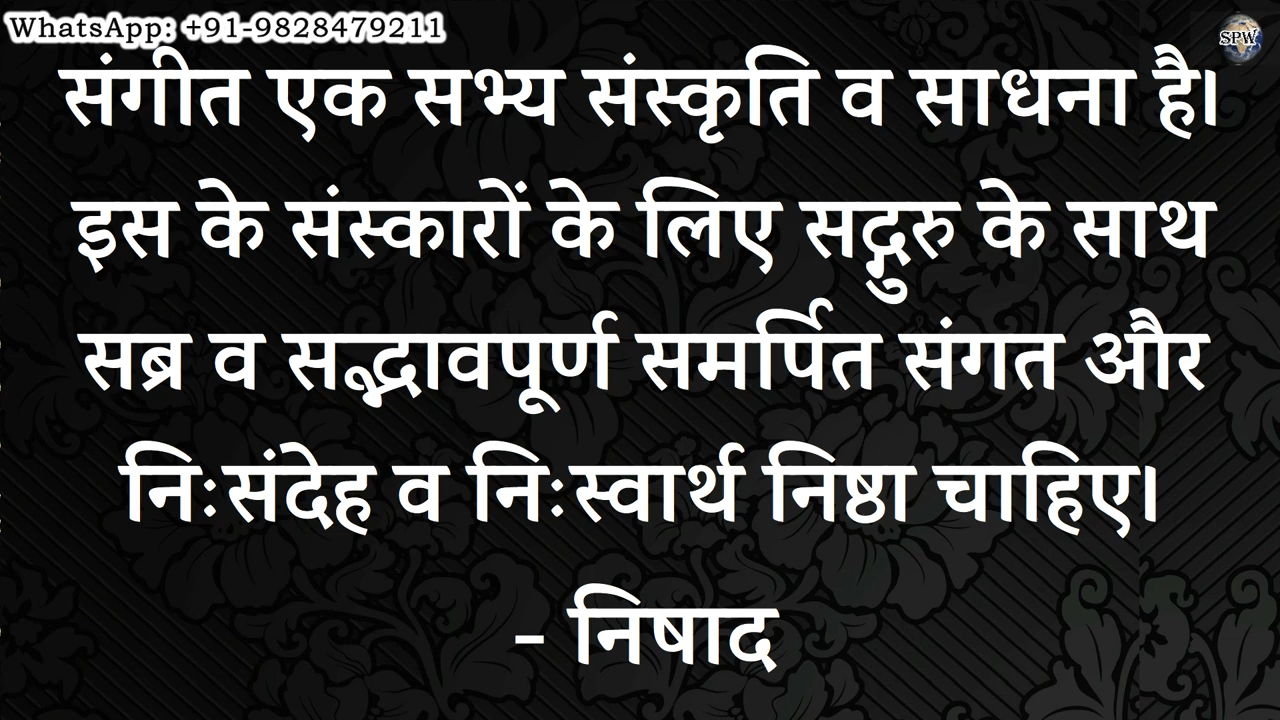 WhatsApp: +91-9828479211
SPW
संगीत एक सभ्य संस्कृति व साधना है।
इस के संस्कारों के लिए सद्गुरु के साथ
सब्र व सद्भावपूर्ण समर्पित संगत और
निःसंदेह व निःस्वार्थ निष्ठा चाहिए।
- निषाद